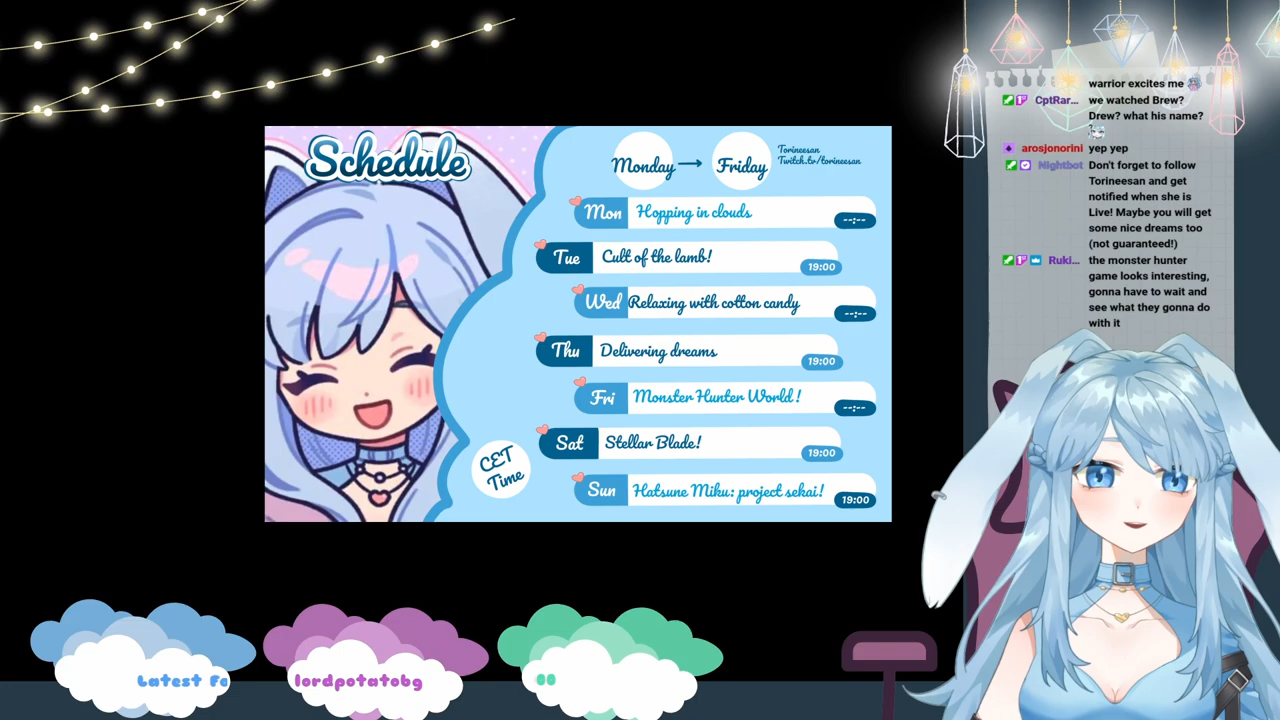 Schedule
Monday → Friday
Torineesan
Twitch.tv/torineesan
Mon Hopping in clouds --:--
Tue Cult of the lamb! 19:00
Wed Relaxing with cotton candy --:--
Thu Delivering dreams 19:00
Fri Monster Hunter World! --:--
Sat Stellar Blade! 19:00
Sun Hatsune Miku: project sekai! 19:00
CET
Time
warrior excites me
CptRar... we watched Brew?
Drew? what his name?
arosjonorini yep yep
Nightbot Don't forget to follow
Torineesan and get
notified when she is
Live! Maybe you will get
some nice dreams too
(not guaranteed!)
Ruki... the monster hunter
game looks interesting,
gonna have to wait and
see what they gonna do
with it
Latest Fo
lordpotatobg